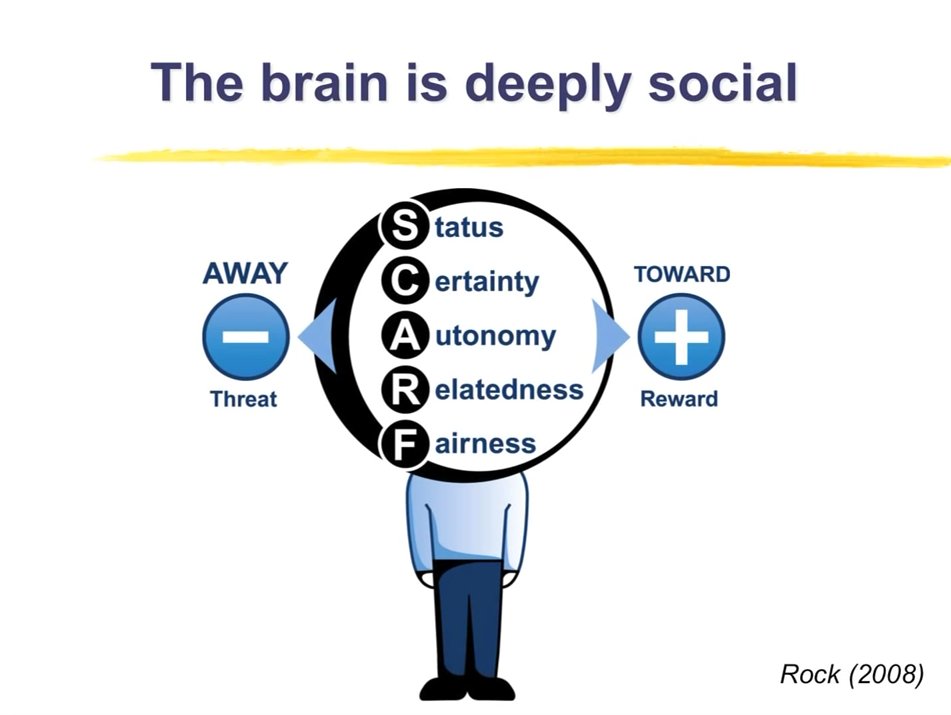 The brain is deeply social
Status
AWAY
Certainty
TOWARD
Autonomy
Threat
Relatedness
Reward
Fairness
Rock (2008)